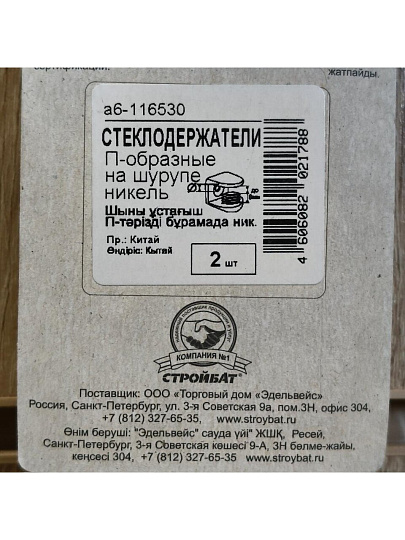 сертификации.
жатпайды.
а6-116530
СТЕКЛОДЕРЖАТЕЛИ
П-образные
на шурупе
никель
до
Шыны ұстағыш
П-тәрізді бұрамада ник.
Пр.: Китай
Өндіріс: Кытай
2 шт
4 606082 021788
КОМПАНИЯ №1
СТРОЙБАТ®
Поставщик: ООО «Торговый дом «Эдельвейс»
Россия, Санкт-Петербург, ул. 3-я Советская 9а, пом.3Н, офис 304,
+7 (812) 327-65-35, www.stroybat.ru
Өнім беруші: "Эдельвейс" сауда үйі" ЖШҚ, Ресей,
Санкт-Петербург, 3-я Советская көшесі 9-А, 3Н бөлме-жайы,
кеңсесі 304, +7 (812) 327-65-35 www.stroybat.ru